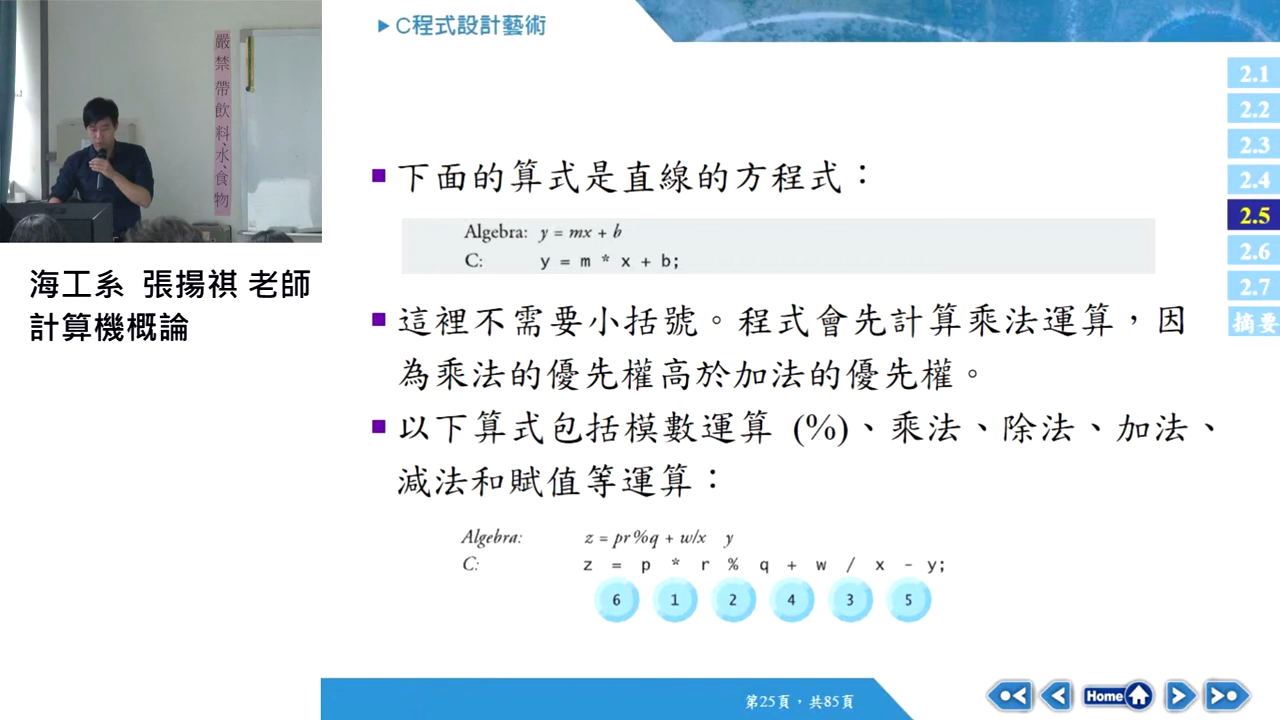 嚴禁帶飲料、水、食物
海工系 張揚祺 老師
計算機概論
C程式設計藝術
下面的算式是直線的方程式：
Algebra: y = mx + b
C: y = m * x + b;
這裡不需要小括號。程式會先計算乘法運算，因
為乘法的優先權高於加法的優先權。
以下算式包括模數運算 (%)、乘法、除法、加法、
減法和賦值等運算：
Algebra: z = pr%q + w/x y
C: z = p * r % q + w / x - y;
6 1 2 4 3 5
2.1
2.2
2.3
2.4
2.5
2.6
2.7
摘要
第25頁，共85頁
Home